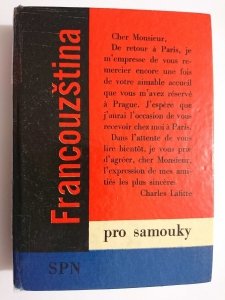 Francouzština
Cher Monsieur,
De retour à Paris, je
m'empresse de vous re-
mercier encore une fois
de votre aimable accueil
que vous m'avez réservé
à Prague. J'espère que
j'aurai l'occasion de vous
recevoir chez moi à Paris.
Dans l'attente de vous
lire bientôt, je vous prie
d'agréer, cher Monsieur,
l'expression de mes ami-
tiés les plus sincères.
Charles Lafitte
pro samouky
SPN